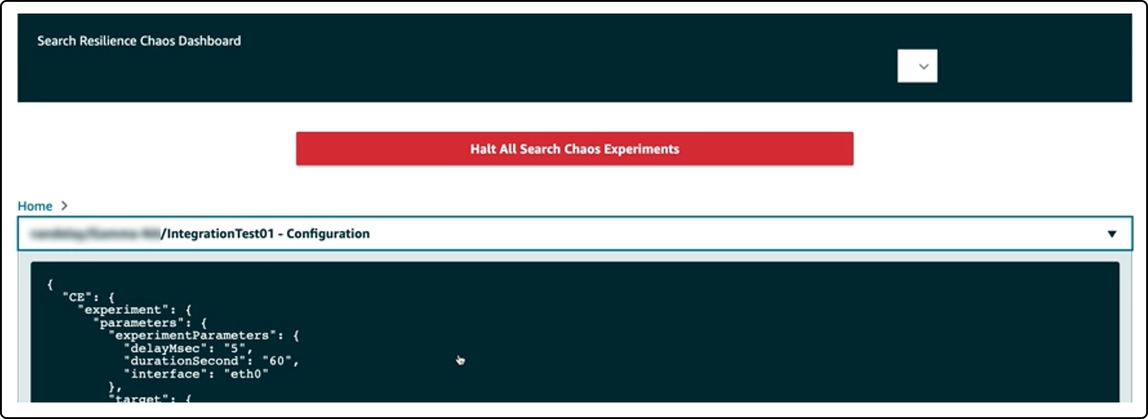 Search Resilience Chaos Dashboard
Halt All Search Chaos Experiments
Home >
/IntegrationTest01 - Configuration
{
"CE": {
"experiment": {
"parameters": {
"experimentParameters": {
"delayMsec": "5",
"durationSecond": "60",
"interface": "eth0"
},
"target": {